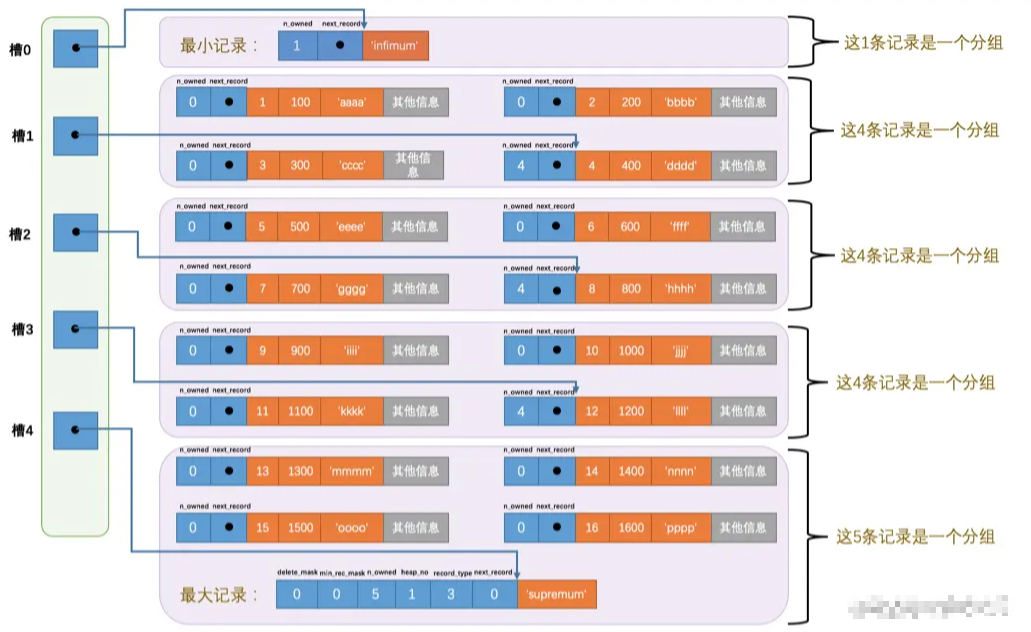 n_owned next_record
槽0 最小记录： 1 'infimum' 这1条记录是一个分组
n_owned next_record n_owned next_record
0 1 100 'aaaa' 其他信息 0 2 200 'bbbb' 其他信息
槽1 这4条记录是一个分组
n_owned next_record n_owned next_record
0 3 300 'cccc' 其他信
息 4 4 400 'dddd' 其他信息
n_owned next_record n_owned next_record
0 5 500 'eeee' 其他信息 0 6 600 'ffff' 其他信息
槽2 这4条记录是一个分组
n_owned next_record n_owned next_record
0 7 700 'gggg' 其他信息 4 8 800 'hhhh' 其他信息
槽3
n_owned next_record n_owned next_record
0 9 900 'iiii' 其他信息 0 10 1000 'jjjj' 其他信息
这4条记录是一个分组
n_owned next_record n_owned next_record
0 11 1100 'kkkk' 其他信息 4 12 1200 'llll' 其他信息
槽4
n_owned next_record n_owned next_record
0 13 1300 'mmmm' 其他信息 0 14 1400 'nnnn' 其他信息
n_owned next_record n_owned next_record
0 15 1500 'oooo' 其他信息 0 16 1600 'pppp' 其他信息
这5条记录是一个分组
delete_mask min_rec_mask n_owned heap_no record_type next_record
最大记录： 0 0 5 1 3 0 'supremum'